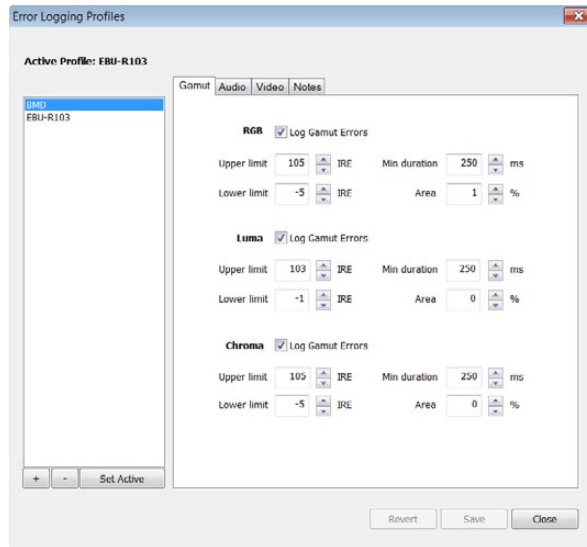 Error Logging Profiles
Active Profile: EBU-R103
Gamut Audio Video Notes
BMD
EBU-R103
RGB Log Gamut Errors
Upper limit 105 IRE Min duration 250 ms
Lower limit -5 IRE Area 1 %
Luma Log Gamut Errors
Upper limit 103 IRE Min duration 250 ms
Lower limit -1 IRE Area 0 %
Chroma Log Gamut Errors
Upper limit 105 IRE Min duration 250 ms
Lower limit -5 IRE Area 0 %
+ - Set Active
Revert Save Close